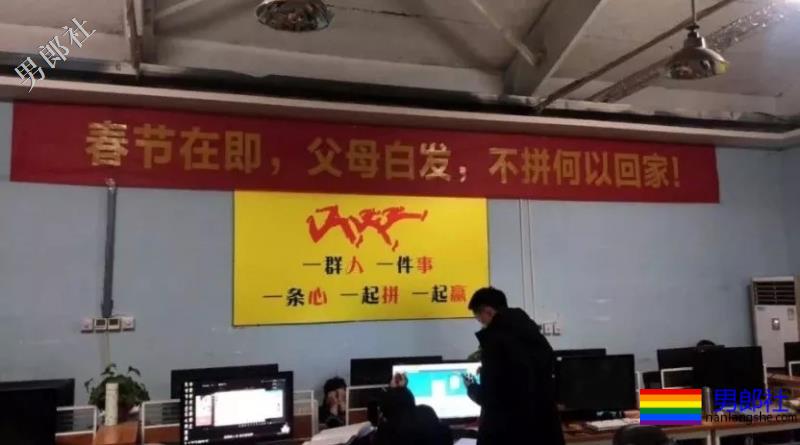 男郎社
春节在即，父母白发，不拼何以回家！
一群人 一件事
一条心 一起拼 一起赢
男郎社
nanlangshe.com